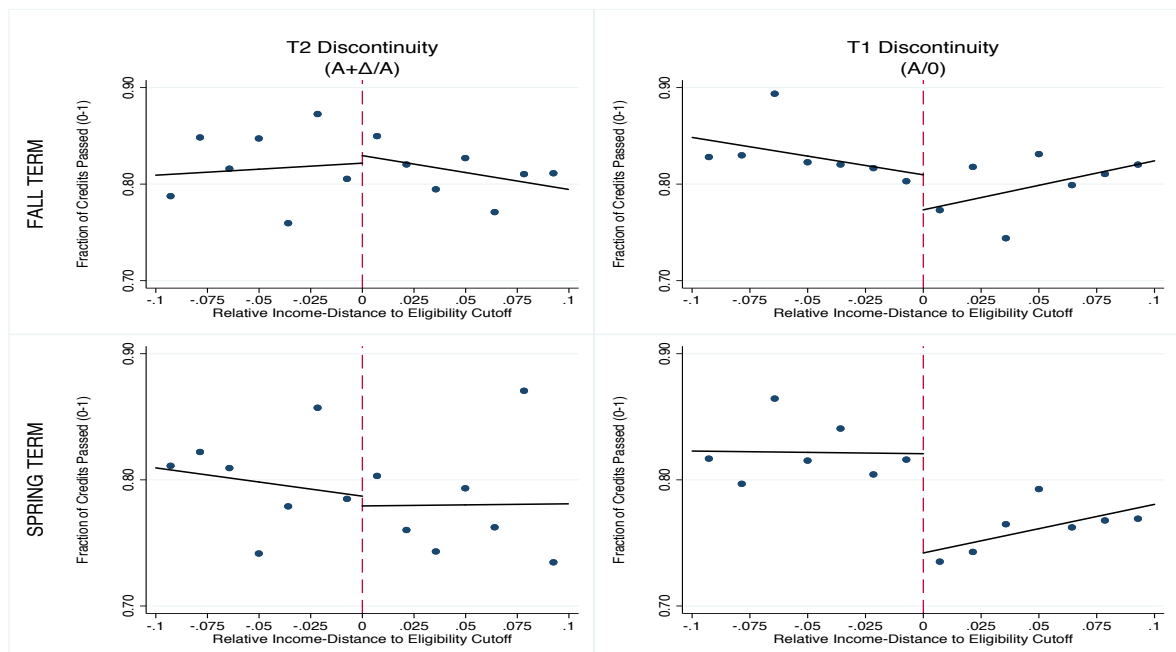 T2 Discontinuity
(A+Δ/A)
T1 Discontinuity
(A/0)
FALL TERM
Fraction of Credits Passed (0-1)
0.90
0.80
0.70
-.1 -.075 -.05 -.025 0 .025 .05 .075 .1
Relative Income-Distance to Eligibility Cutoff
Fraction of Credits Passed (0-1)
0.90
0.80
0.70
-.1 -.075 -.05 -.025 0 .025 .05 .075 .1
Relative Income-Distance to Eligibility Cutoff
SPRING TERM
Fraction of Credits Passed (0-1)
0.90
0.80
0.70
-.1 -.075 -.05 -.025 0 .025 .05 .075 .1
Relative Income-Distance to Eligibility Cutoff
Fraction of Credits Passed (0-1)
0.90
0.80
0.70
-.1 -.075 -.05 -.025 0 .025 .05 .075 .1
Relative Income-Distance to Eligibility Cutoff